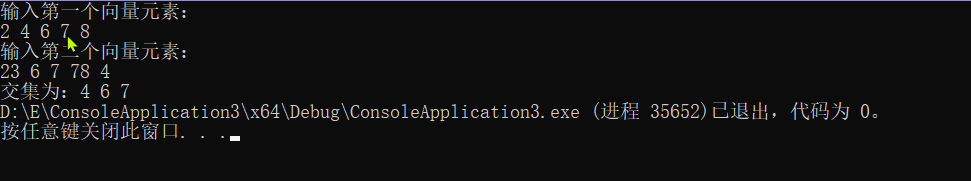 输入第一个向量元素:
2 4 6 7 8
输入第二个向量元素:
23 6 7 78 4
交集为: 4 6 7
D:\E\ConsoleApplication3\x64\Debug\ConsoleApplication3.exe (进程 35652)已退出，代码为 0。
按任意键关闭此窗口. . .